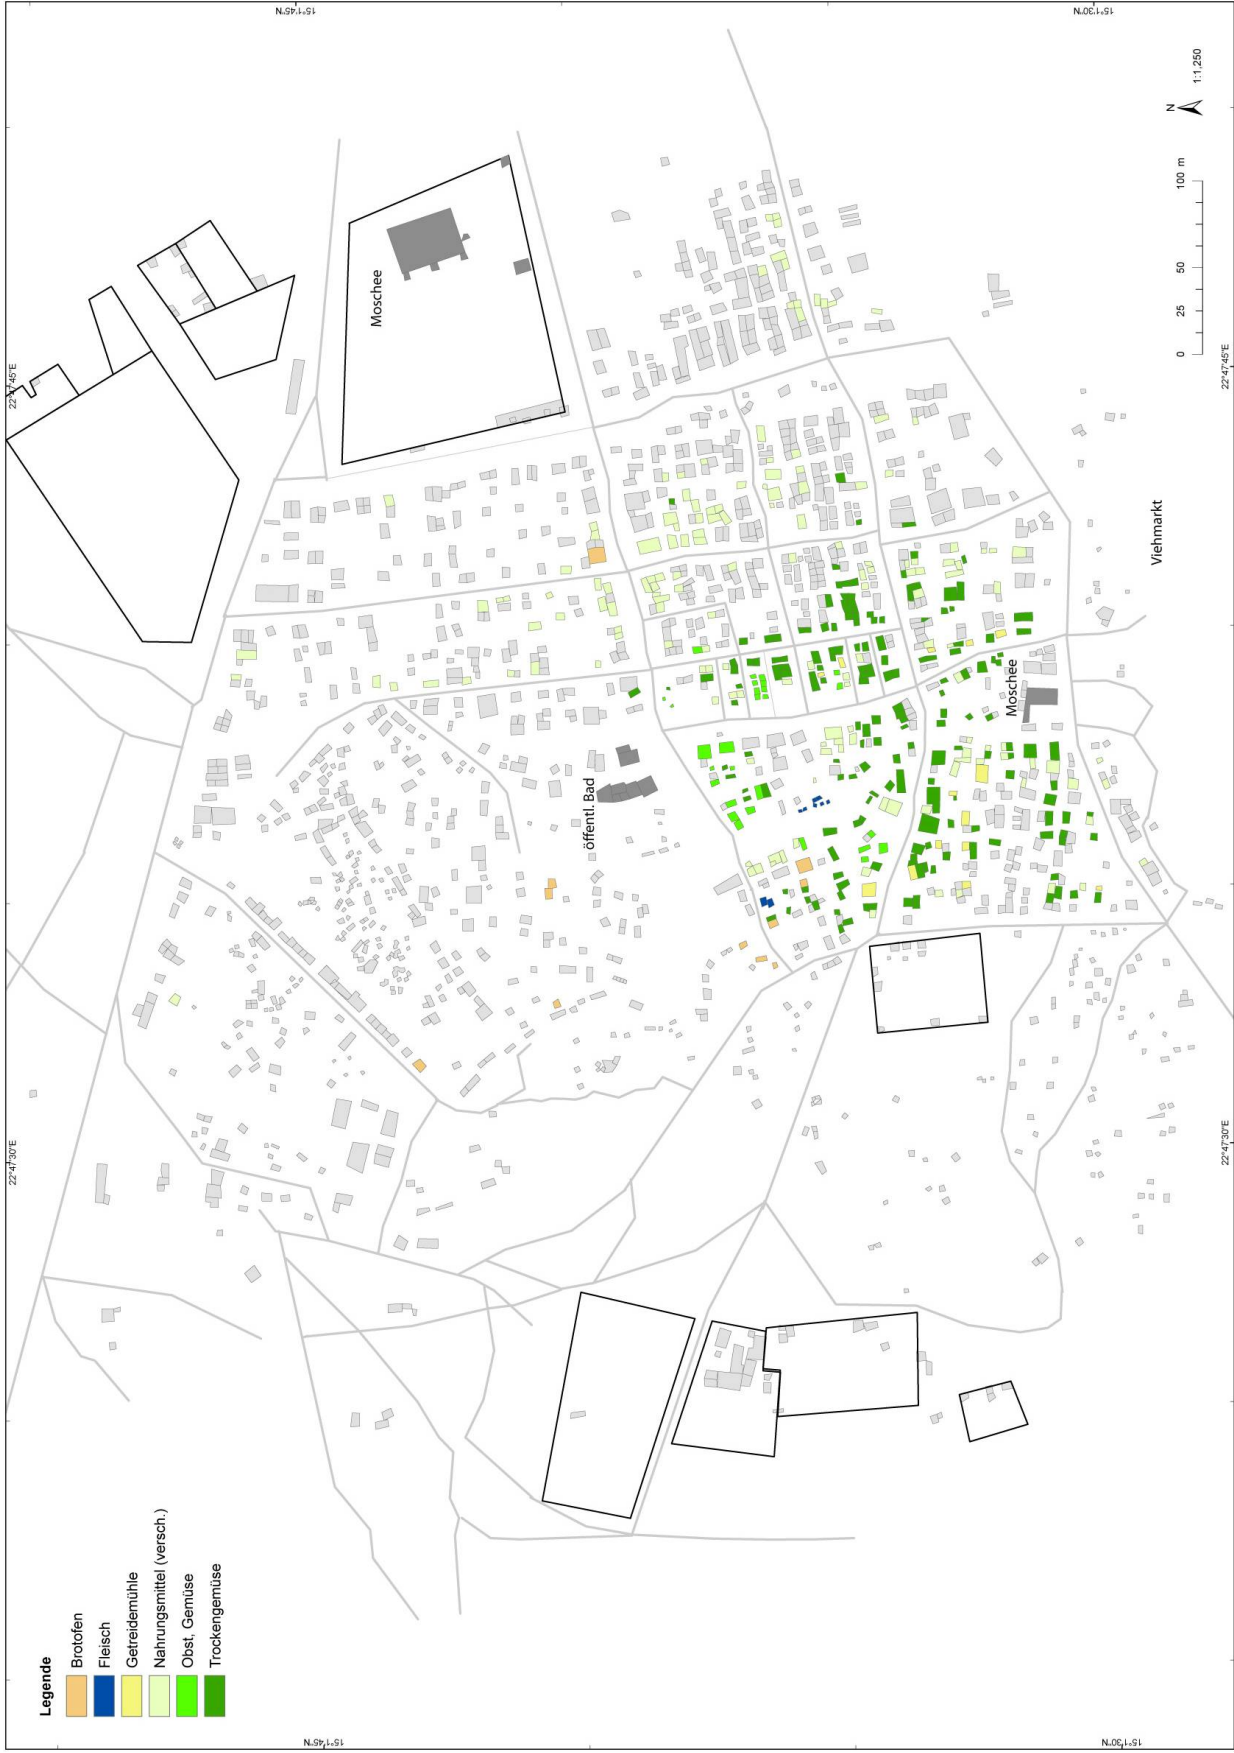 Legende
Brotofen
Fleisch
Getreidemühle
Nahrungsmittel (versch.)
Obst, Gemüse
Trockengemüse
22°47'30"E
22°47'45"E
15°1'45"N
15°1'30"N
Moschee
öffentl. Bad
Moschee
Viehmarkt
N
0 25 50 100 m
1:1,250
15°1'45"N
15°1'30"N
22°47'30"E
22°47'45"E